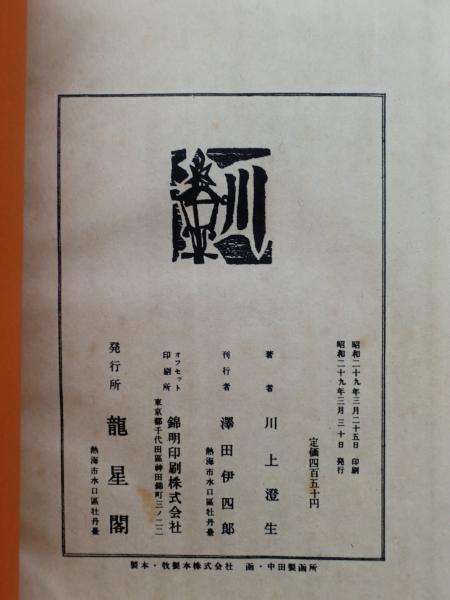 川
昭和二十九年三月二十五日 印刷
昭和二十九年三月三十日 発行
定価四百五十円
著者 川上澄生
刊行者 澤田伊四郎
熱海市水口區牡丹臺
オフセット印刷所 錦明印刷株式会社
東京都千代田區神田錦町三ノ二二
発行所 龍星閣
熱海市水口區牡丹臺
製本・牧製本株式会社 函・中田製函所